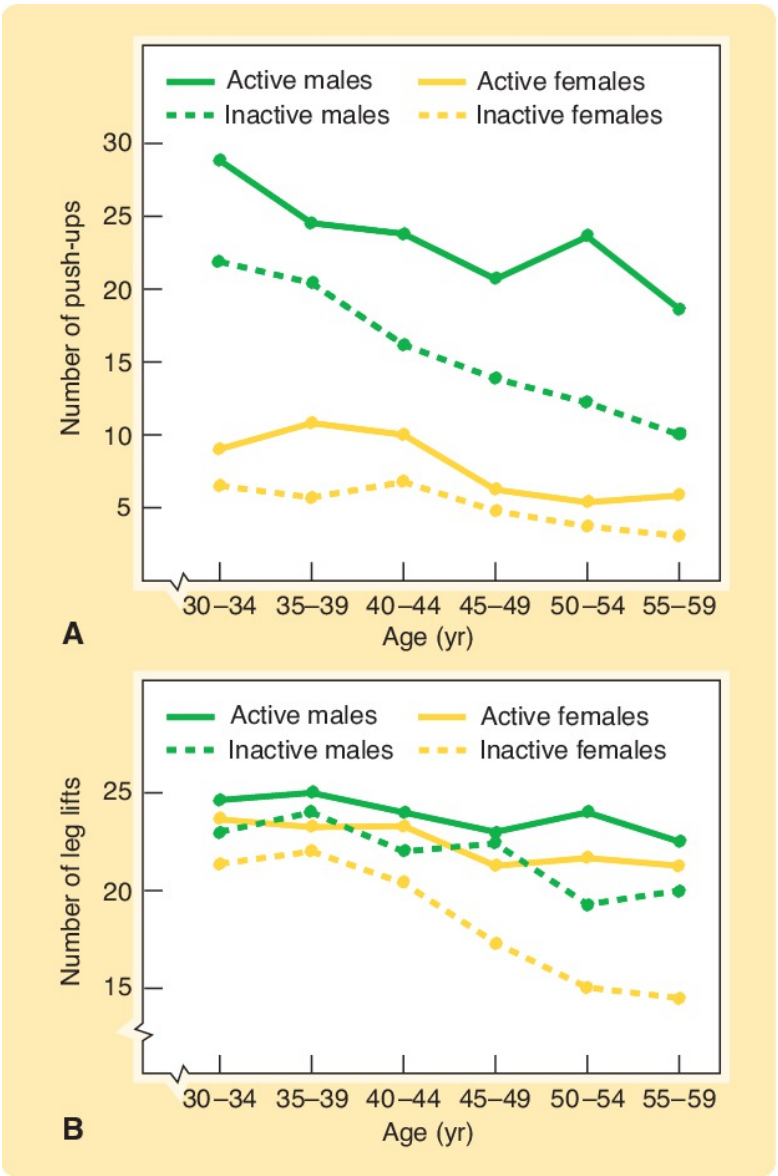 Active males Active females
Inactive males Inactive females
Number of push-ups
30
25
20
15
10
5
30–34 35–39 40–44 45–49 50–54 55–59
Age (yr)
A
Active males Active females
Inactive males Inactive females
Number of leg lifts
25
20
15
30–34 35–39 40–44 45–49 50–54 55–59
Age (yr)
B